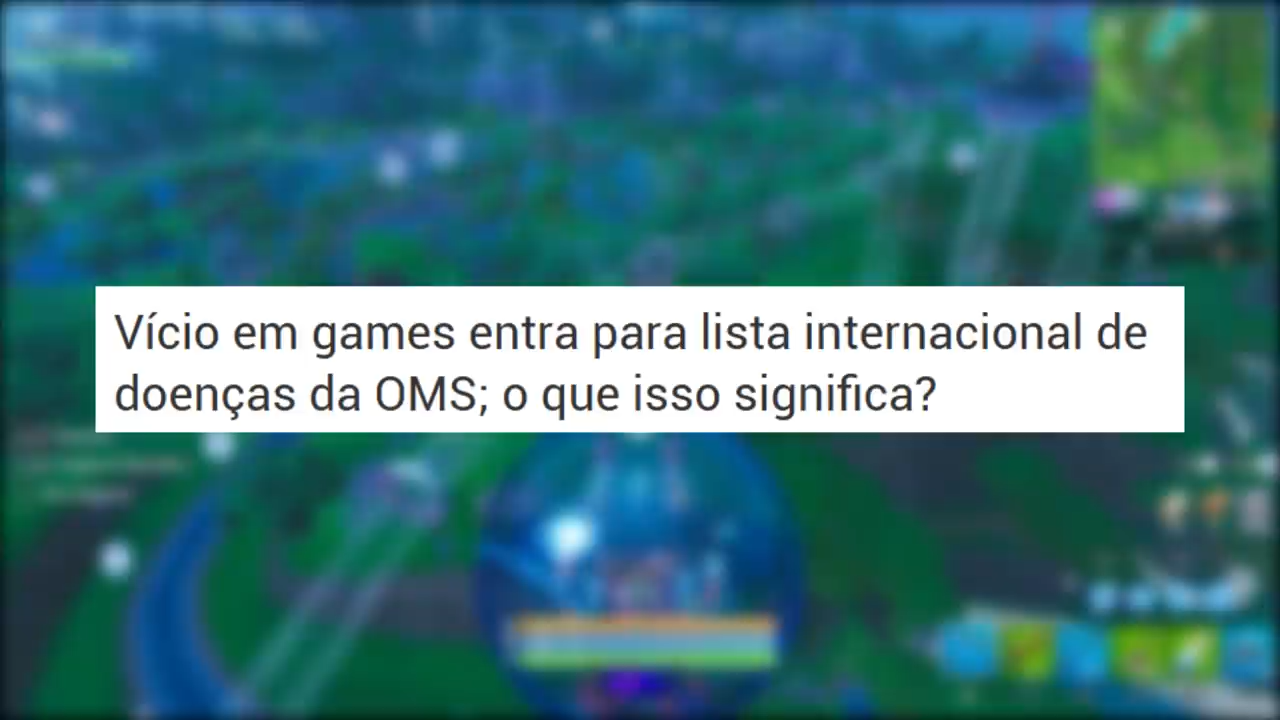 Vício em games entra para lista internacional de
doenças da OMS; o que isso significa?